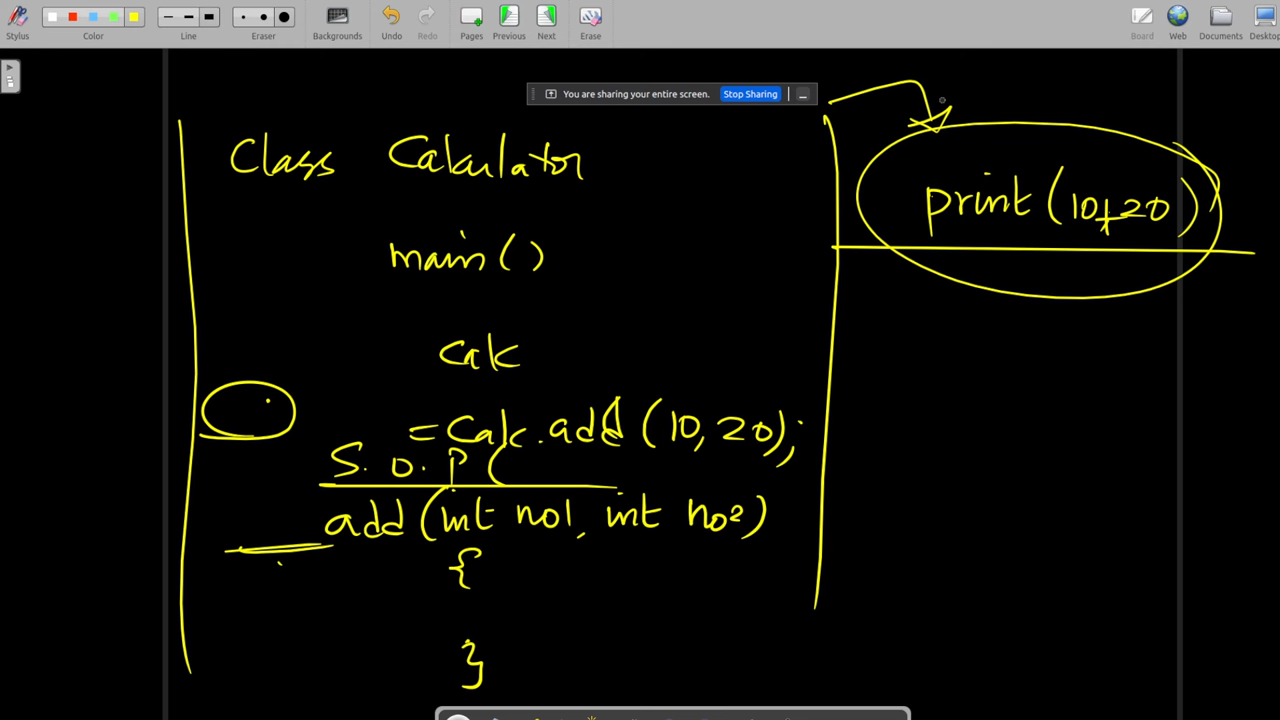 Stylus
Color
Line
Eraser
Backgrounds
Undo
Redo
Pages
Previous
Next
Erase
Board
Web
Documents
Desktop
You are sharing your entire screen.
Stop Sharing
Class Calculator
main()
calc
= Calc.add(10, 20);
S.O.P(
add(int no1, int no2)
{
}
print(10+20)